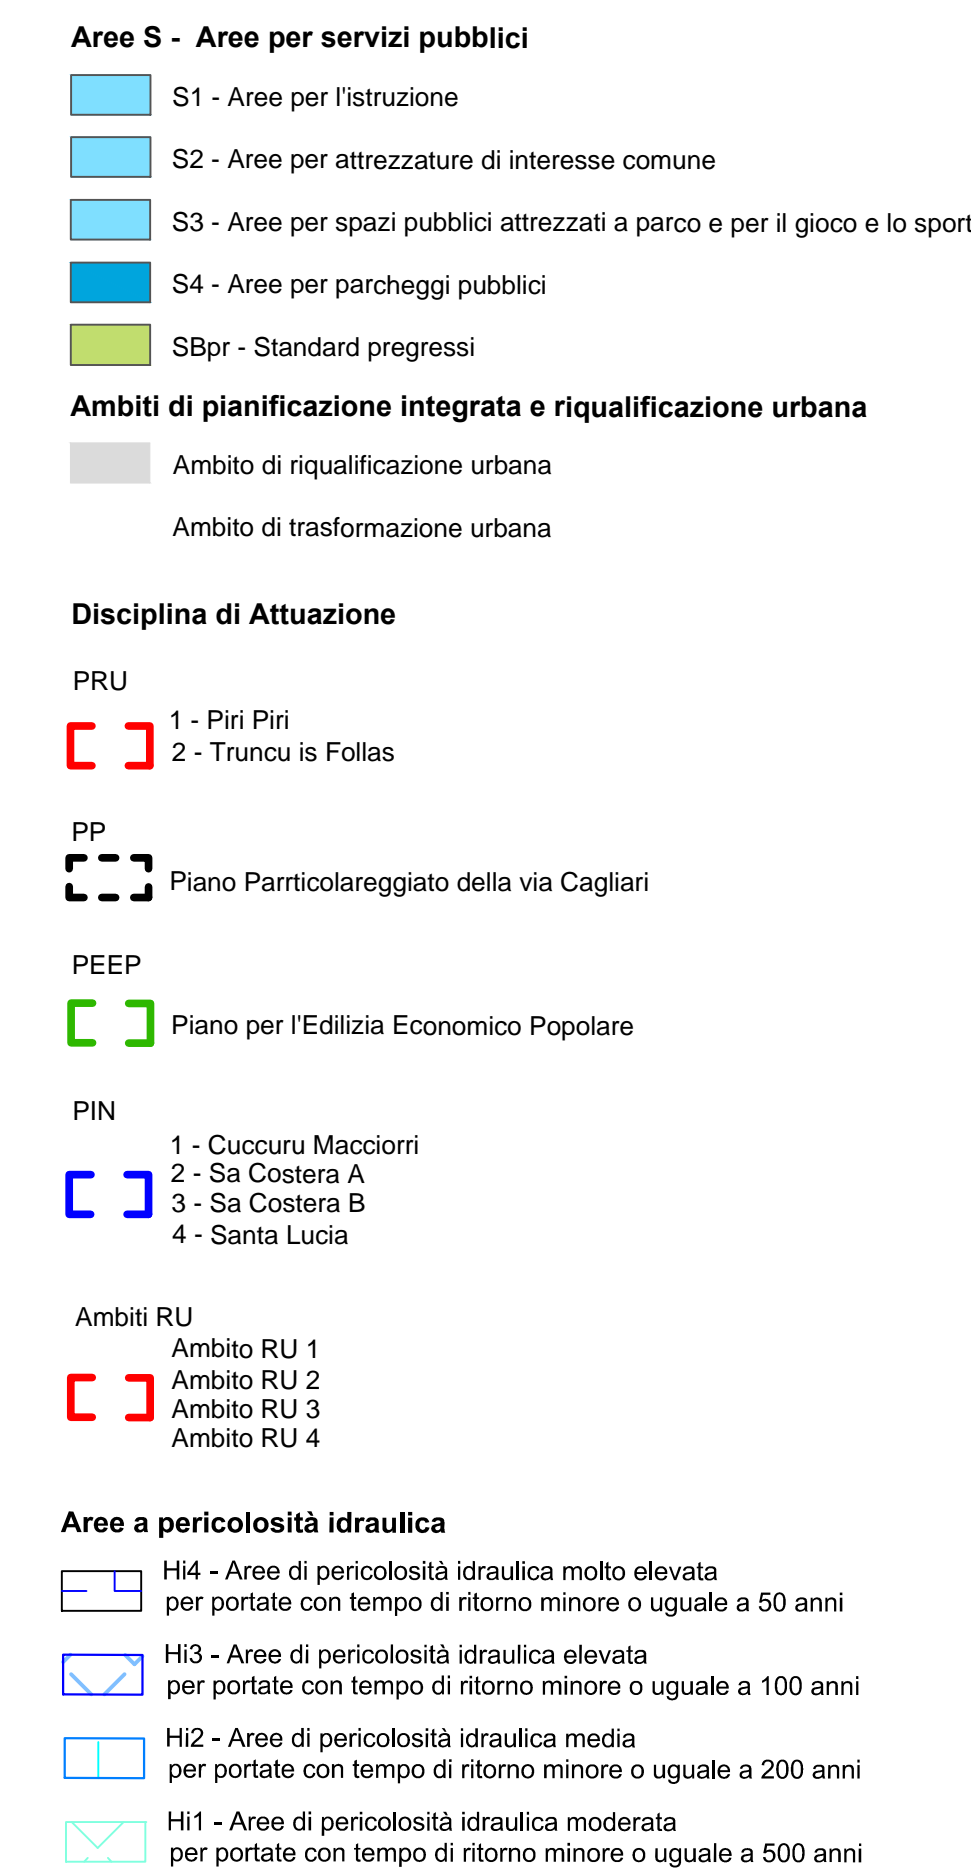 Aree S - Aree per servizi pubblici
S1 - Aree per l'istruzione
S2 - Aree per attrezzature di interesse comune
S3 - Aree per spazi pubblici attrezzati a parco e per il gioco e lo sport
S4 - Aree per parcheggi pubblici
SBpr - Standard pregressi
Ambiti di pianificazione integrata e riqualificazione urbana
Ambito di riqualificazione urbana
Ambito di trasformazione urbana
Disciplina di Attuazione
PRU
1 - Piri Piri
2 - Truncu is Follas
PP
Piano Parrticolareggiato della via Cagliari
PEEP
Piano per l'Edilizia Economico Popolare
PIN
1 - Cuccuru Macciorri
2 - Sa Costera A
3 - Sa Costera B
4 - Santa Lucia
Ambiti RU
Ambito RU 1
Ambito RU 2
Ambito RU 3
Ambito RU 4
Aree a pericolosità idraulica
Hi4 - Aree di pericolosità idraulica molto elevata
per portate con tempo di ritorno minore o uguale a 50 anni
Hi3 - Aree di pericolosità idraulica elevata
per portate con tempo di ritorno minore o uguale a 100 anni
Hi2 - Aree di pericolosità idraulica media
per portate con tempo di ritorno minore o uguale a 200 anni
Hi1 - Aree di pericolosità idraulica moderata
per portate con tempo di ritorno minore o uguale a 500 anni